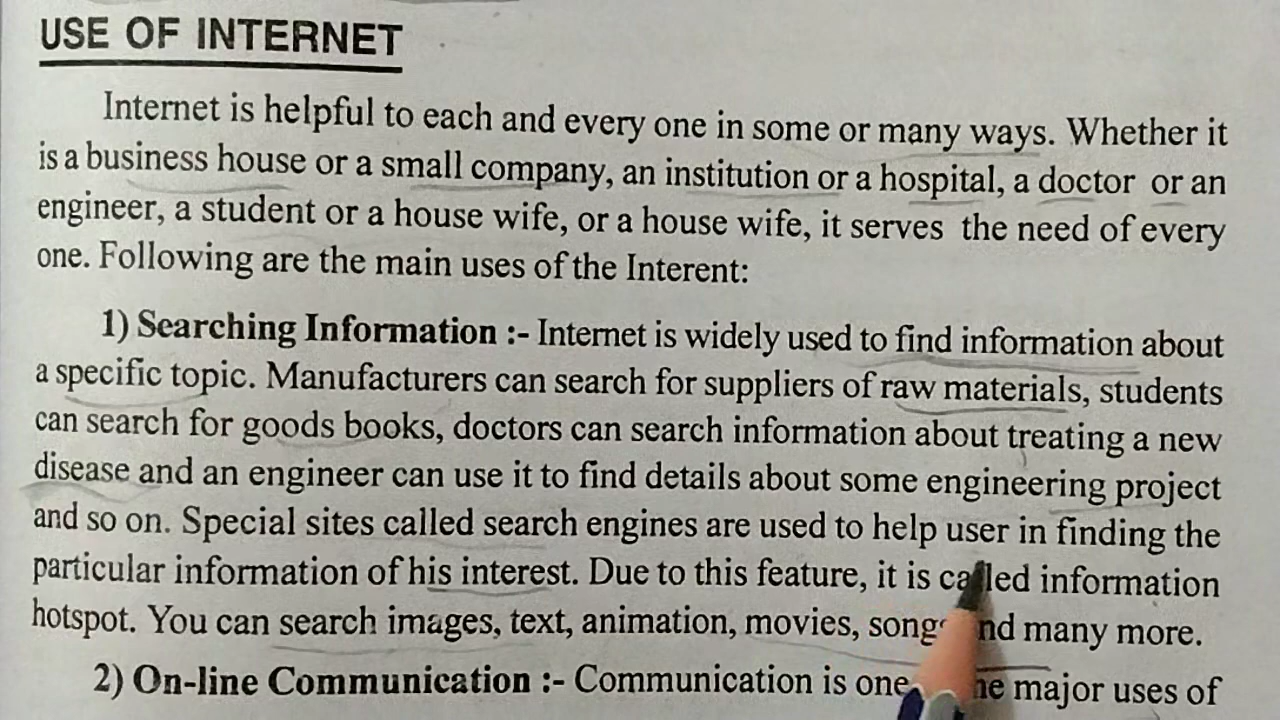 USE OF INTERNET
Internet is helpful to each and every one in some or many ways. Whether it
is a business house or a small company, an institution or a hospital, a doctor or an
engineer, a student or a house wife, or a house wife, it serves the need of every
one. Following are the main uses of the Interent:
1) Searching Information :- Internet is widely used to find information about
a specific topic. Manufacturers can search for suppliers of raw materials, students
can search for goods books, doctors can search information about treating a new
disease and an engineer can use it to find details about some engineering project
and so on. Special sites called search engines are used to help user in finding the
particular information of his interest. Due to this feature, it is called information
hotspot. You can search images, text, animation, movies, songs and many more.
2) On-line Communication :- Communication is one major uses of